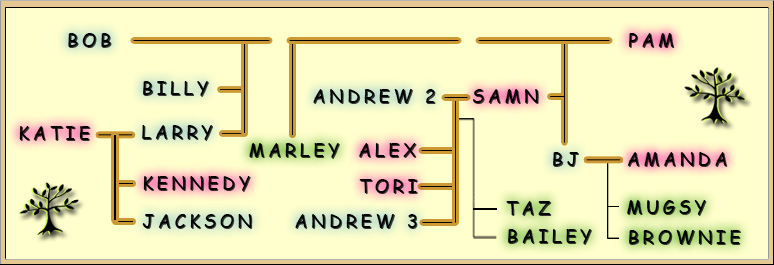 BOB PAM
BILLY
ANDREW 2 SAMN
KATIE LARRY
MARLEY ALEX
BJ AMANDA
KENNEDY TORI
TAZ MUGSY
JACKSON ANDREW 3
BAILEY BROWNIE